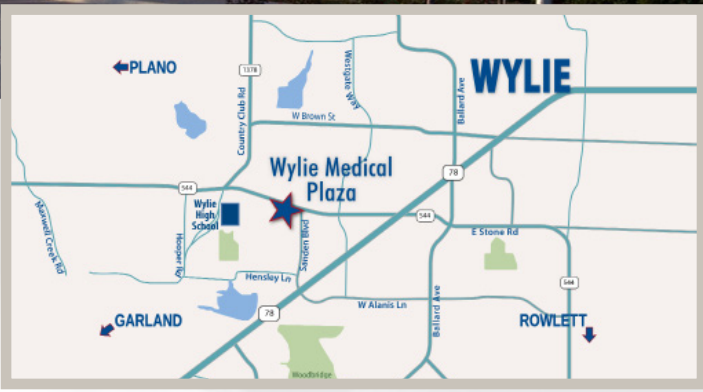 PLANO
1378
WYLIE
Country Club Rd
Westgate Way
Ballard Ave
W Brown St
Wylie Medical
Plaza
78
544
Wylie
High
School
544
E Stone Rd
Maxwell Creek Rd
Hooper Rd
Sanden Blvd
Hensley Ln
544
W Alanis Ln
Ballard Ave
78
GARLAND
ROWLETT
Woodbridge